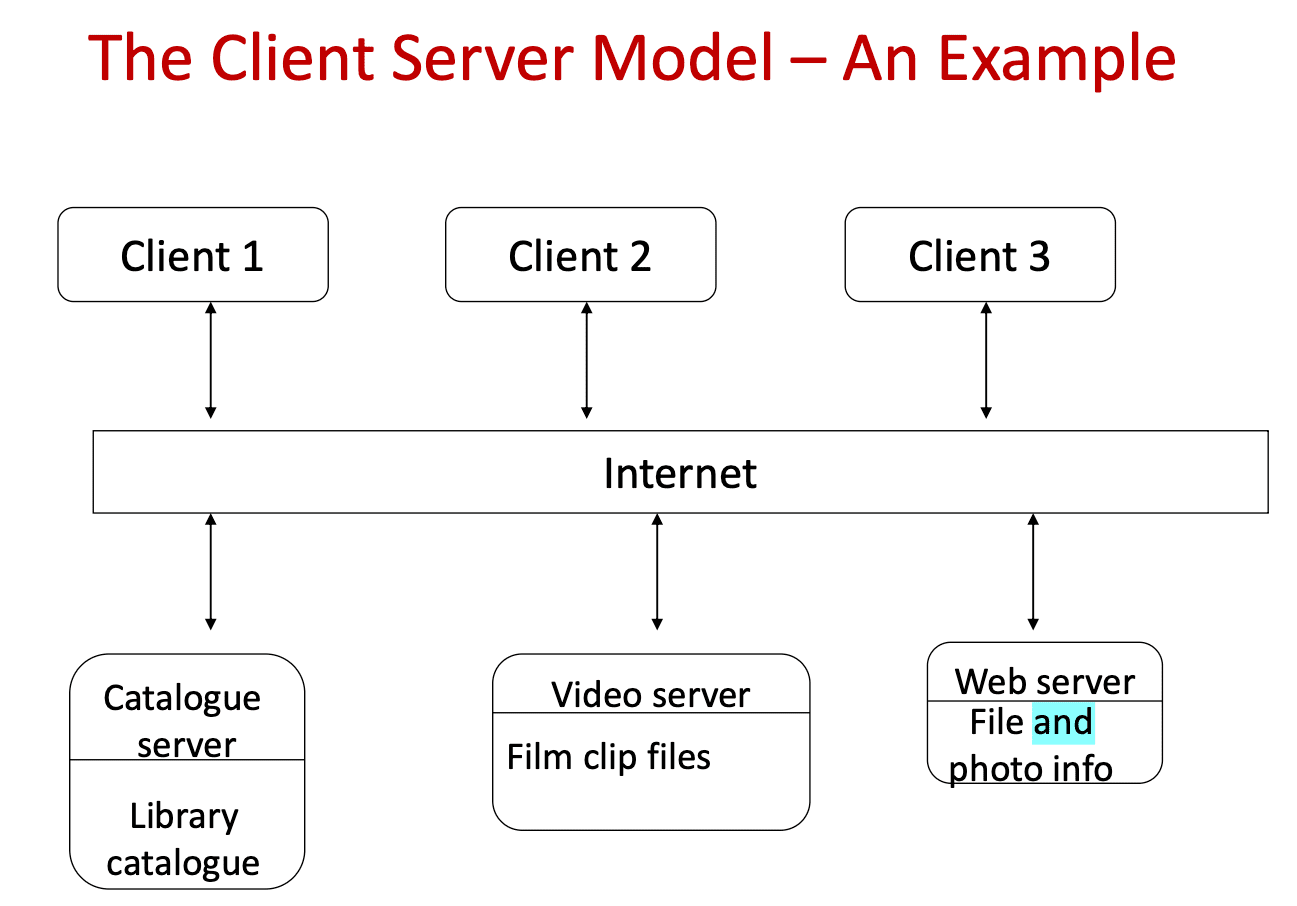 The Client Server Model – An Example
Client 1
Client 2
Client 3
Internet
Catalogue
server
Library
catalogue
Video server
Film clip files
Web server
File and
photo info